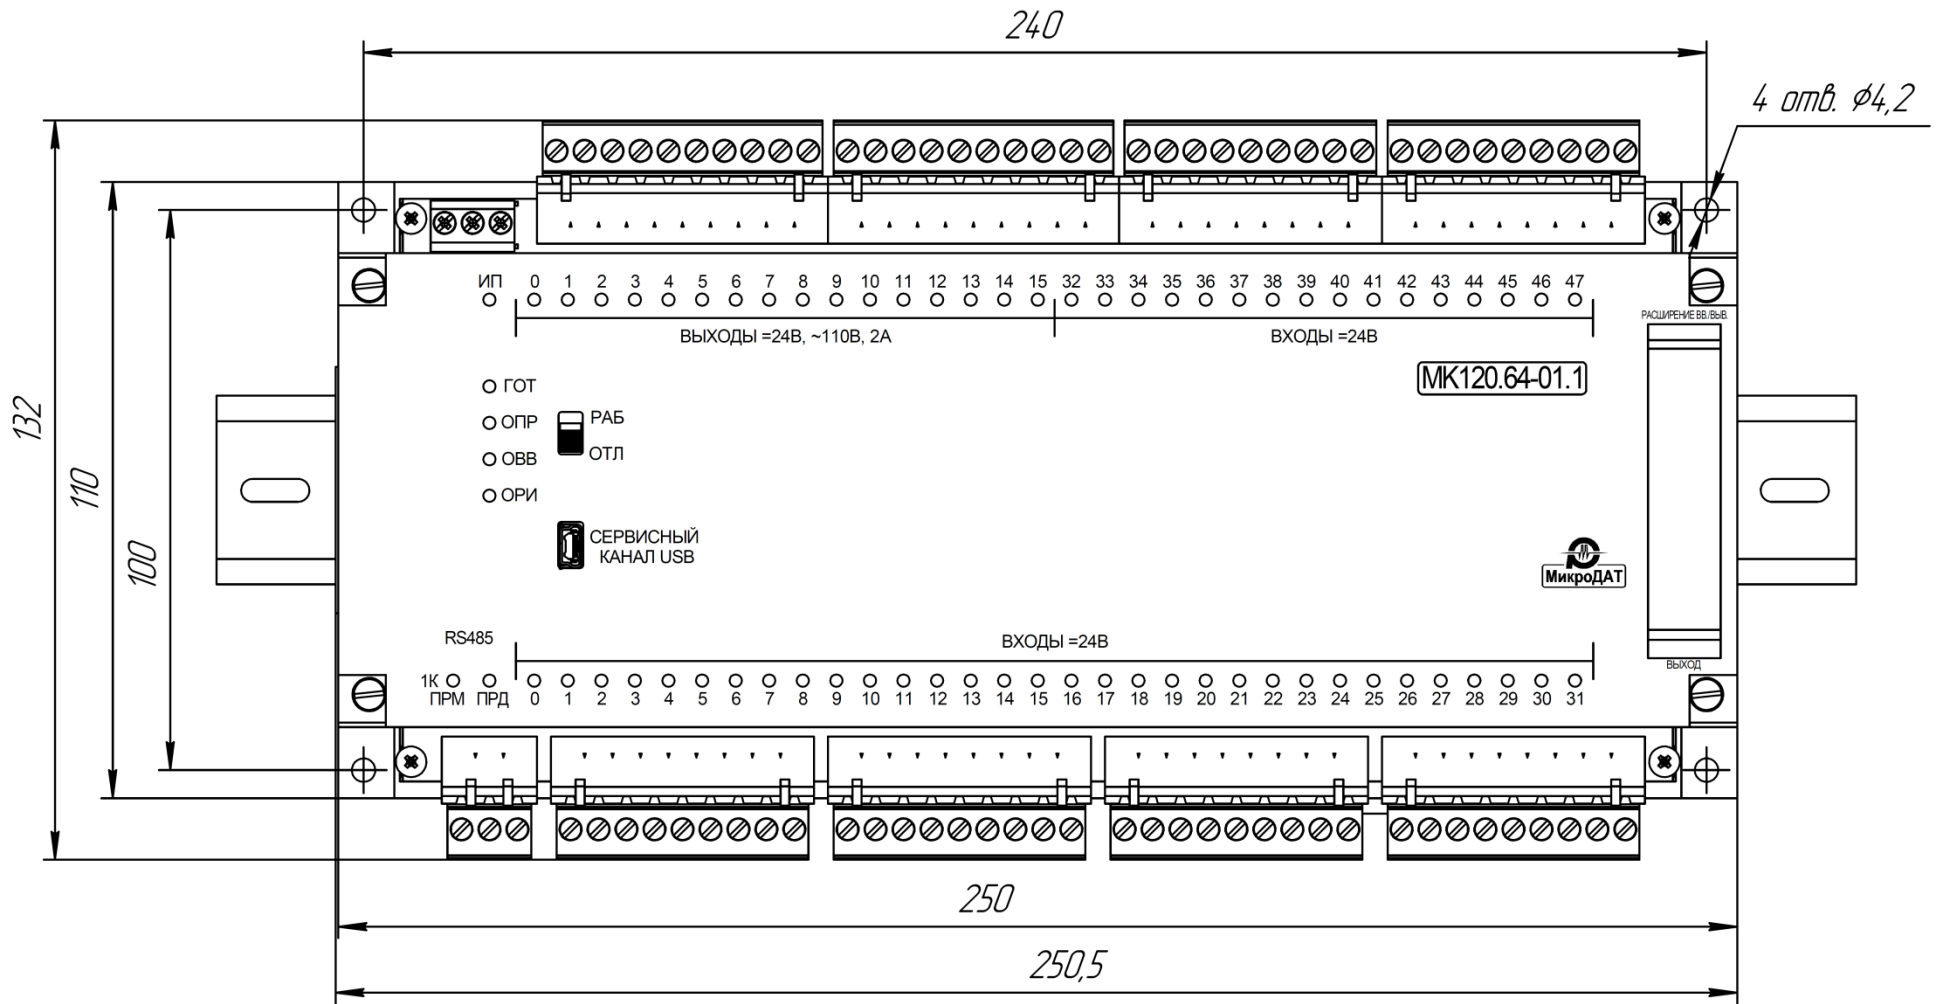 240
4 отв. ϕ4,2
132
110
100
ИП 0 1 2 3 4 5 6 7 8 9 10 11 12 13 14 15 32 33 34 35 36 37 38 39 40 41 42 43 44 45 46 47
ВЫХОДЫ =24В, ~110В, 2А
ВХОДЫ =24В
РАСШИРЕНИЕ ВВ./ВЫВ.
МК120.64-01.1
ГОТ
ОПР
ОВВ
ОРИ
РАБ
ОТЛ
СЕРВИСНЫЙ
КАНАЛ USB
МикроДАТ
RS485
ВХОДЫ =24В
ВЫХОД
1К
ПРМ ПРД 0 1 2 3 4 5 6 7 8 9 10 11 12 13 14 15 16 17 18 19 20 21 22 23 24 25 26 27 28 29 30 31
250
250,5